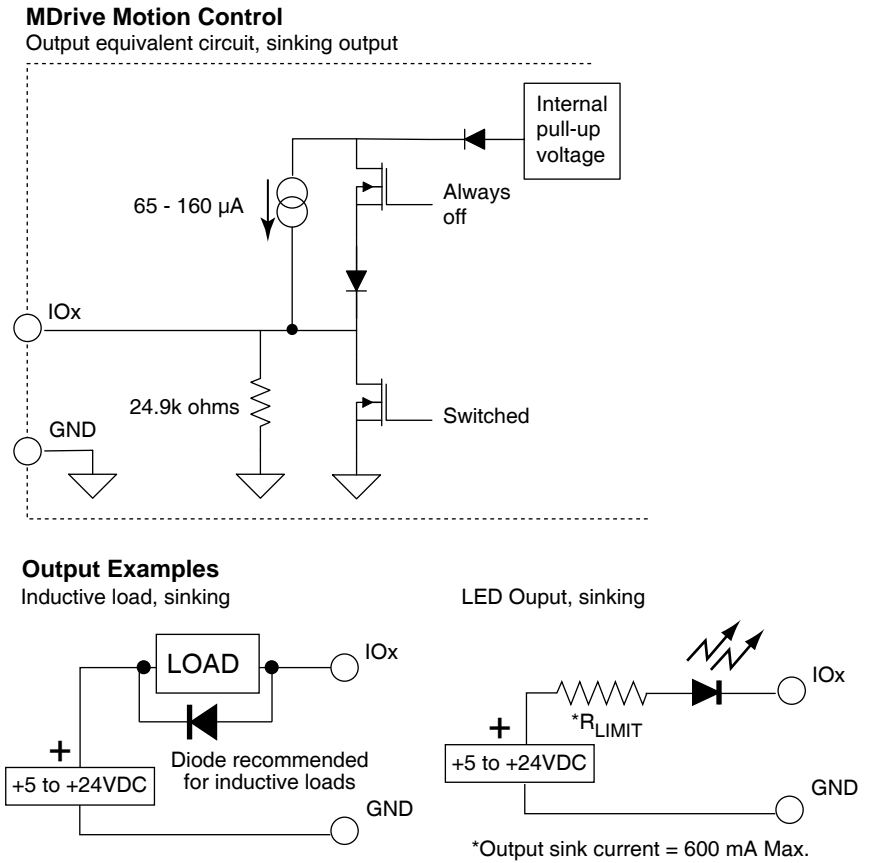 MDrive Motion Control
Output equivalent circuit, sinking output
Internal
pull-up
voltage
Always
off
65 - 160 µA
IOx
24.9k ohms
GND
Switched
Output Examples
Inductive load, sinking
LOAD
IOx
+
Diode recommended
for inductive loads
+5 to +24VDC
GND
LED Ouput, sinking
IOx
*RLIMIT
+
+5 to +24VDC
GND
*Output sink current = 600 mA Max.